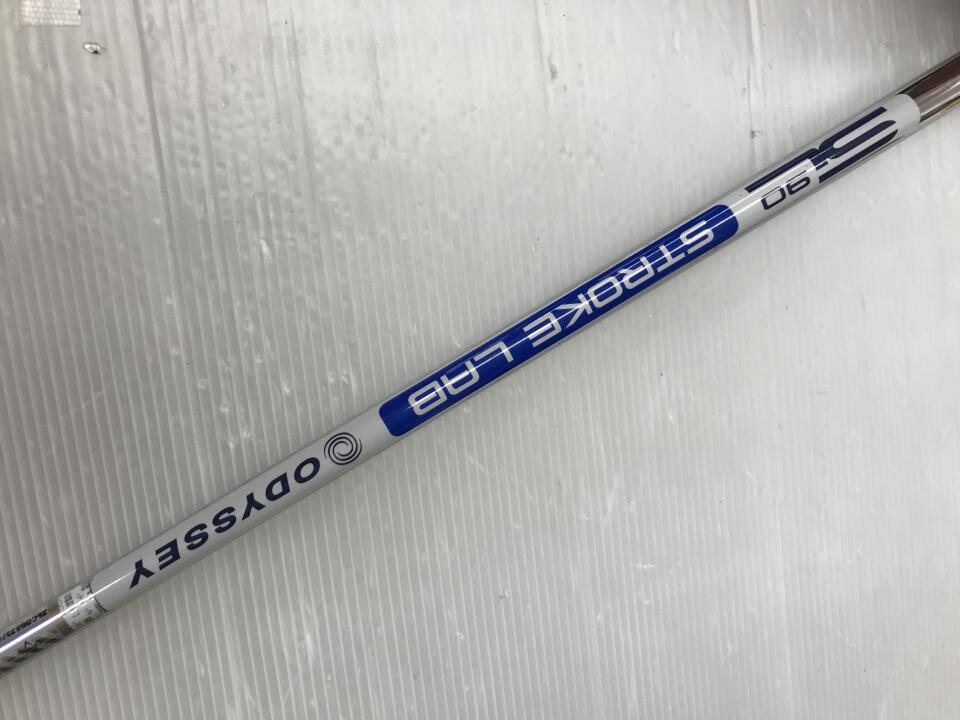 SL
90
STROKE LAB
ODYSSEY